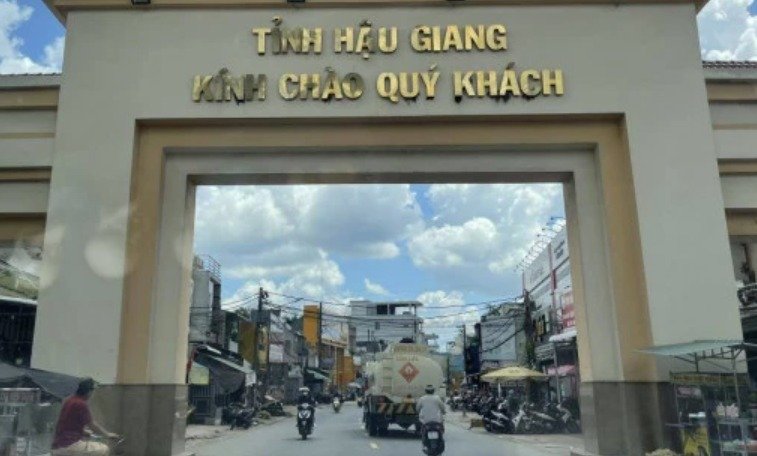 TỈNH HẬU GIANG
KÍNH CHÀO QUÝ KHÁCH